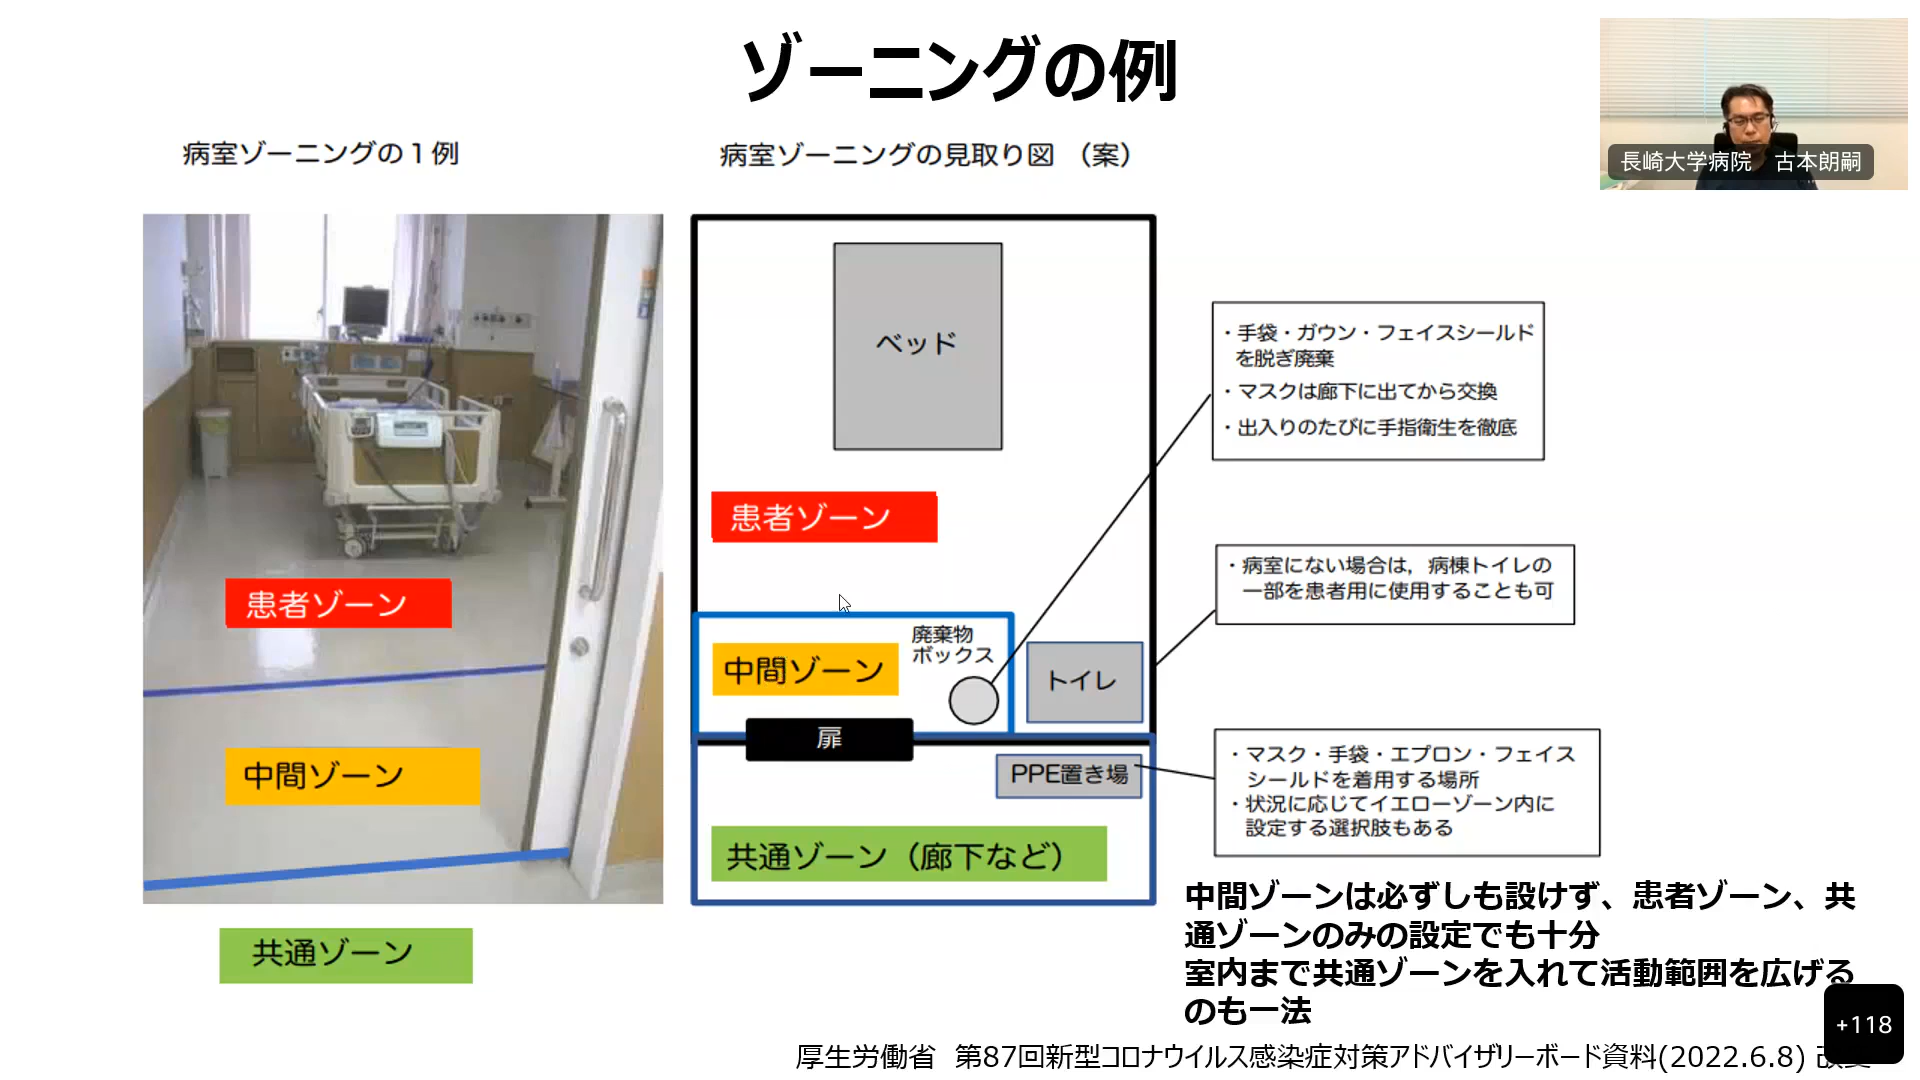 ゾーニングの例
長崎大学病院　古本朗嗣
病室ゾーニングの１例
病室ゾーニングの見取り図 （案）
患者ゾーン
中間ゾーン
共通ゾーン
ベッド
患者ゾーン
中間ゾーン
廃棄物
ボックス
トイレ
扉
PPE置き場
共通ゾーン（廊下など）
・手袋・ガウン・フェイスシールド
を脱ぎ廃棄
・マスクは廊下に出てから交換
・出入りのたびに手指衛生を徹底
・病室にない場合は，病棟トイレの
一部を患者用に使用することも可
・マスク・手袋・エプロン・フェイス
シールドを着用する場所
・状況に応じてイエローゾーン内に
設定する選択肢もある
中間ゾーンは必ずしも設けず、患者ゾーン、共
通ゾーンのみの設定でも十分
室内まで共通ゾーンを入れて活動範囲を広げる
のも一法
+118
厚生労働省　第87回新型コロナウイルス感染症対策アドバイザリーボード資料(2022.6.8)